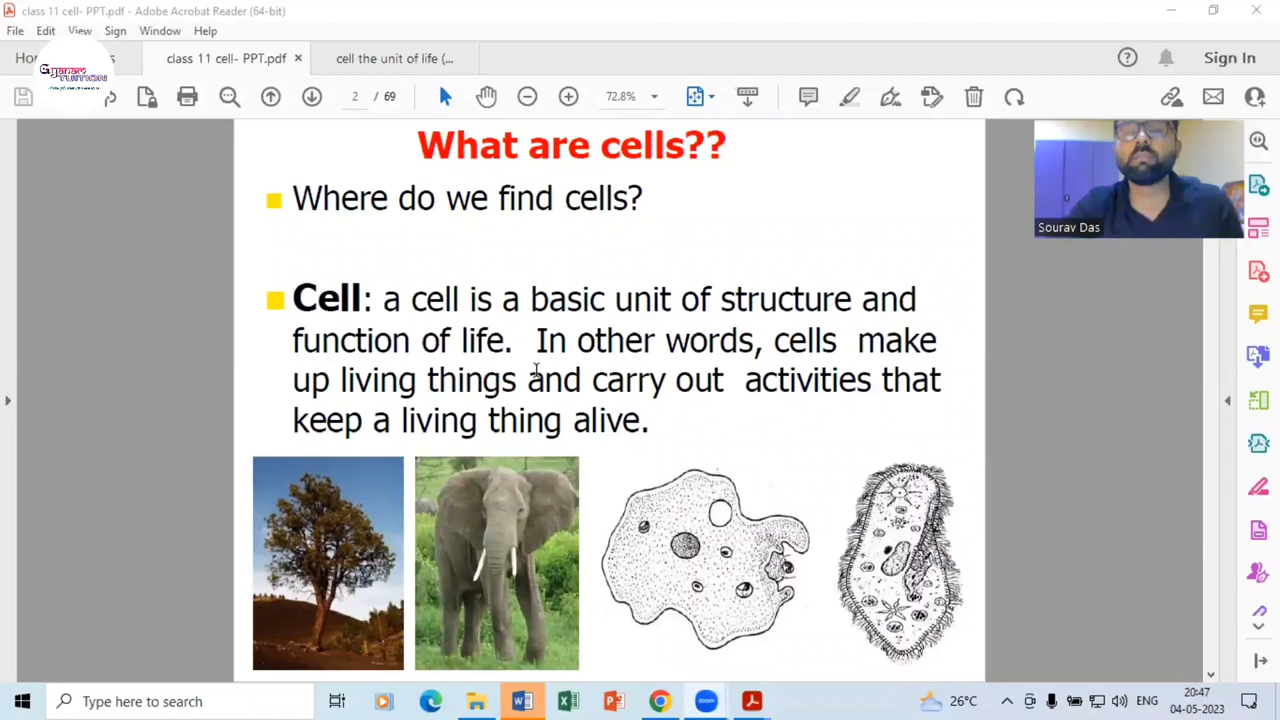 class 11 cell- PPT.pdf - Adobe Acrobat Reader (64-bit)
File Edit View Sign Window Help
class 11 cell- PPT.pdf × cell the unit of life (... Sign In
Gyanam
TUITION
2 / 69 72.8%
What are cells??
Where do we find cells?
Cell: a cell is a basic unit of structure and
function of life. In other words, cells make
up living things and carry out activities that
keep a living thing alive.
Sourav Das
Type here to search 26°C ENG 20:47
04-05-2023